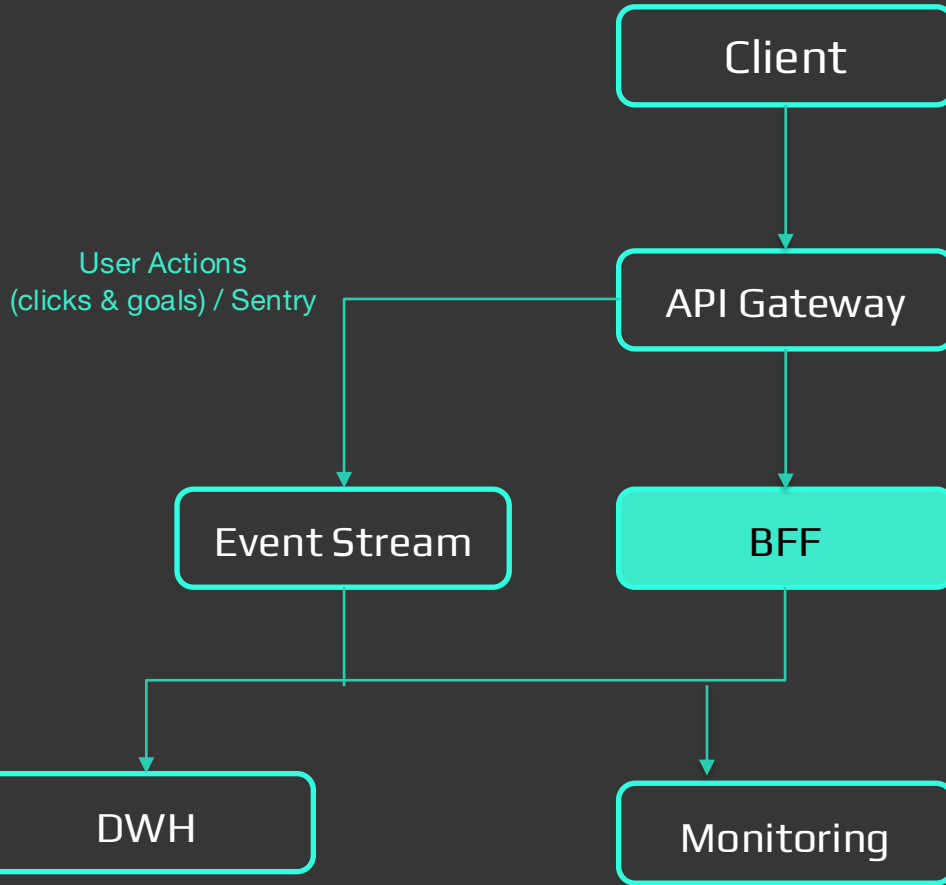 Client
User Actions
(clicks & goals) / Sentry
API Gateway
Event Stream
BFF
DWH
Monitoring